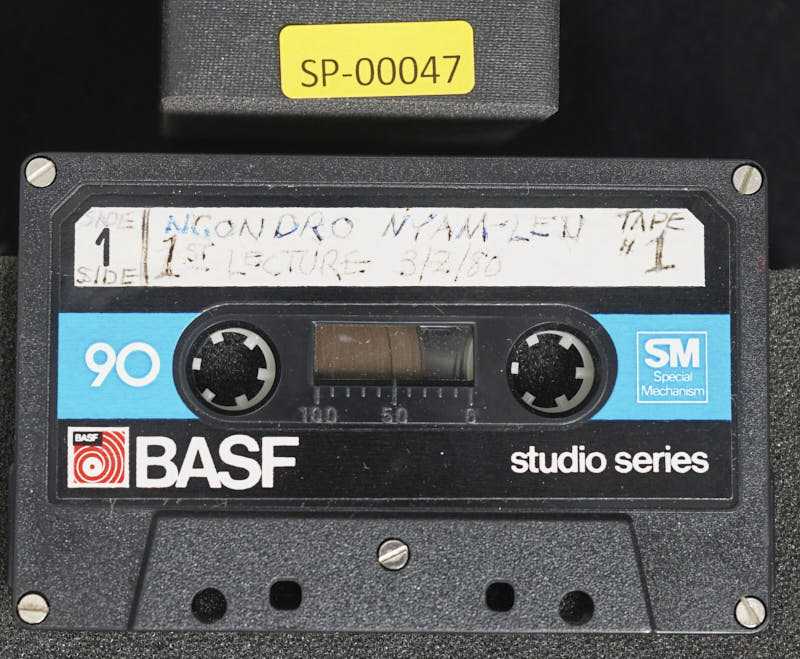 SP-00047
SIDE
1
SIDE
NGONDRO NYAM-LEN
1ST LECTURE 3/2/80
TAPE
# 1
90
100 50 0
SM
Special
Mechanism
BASF
BASF
studio series